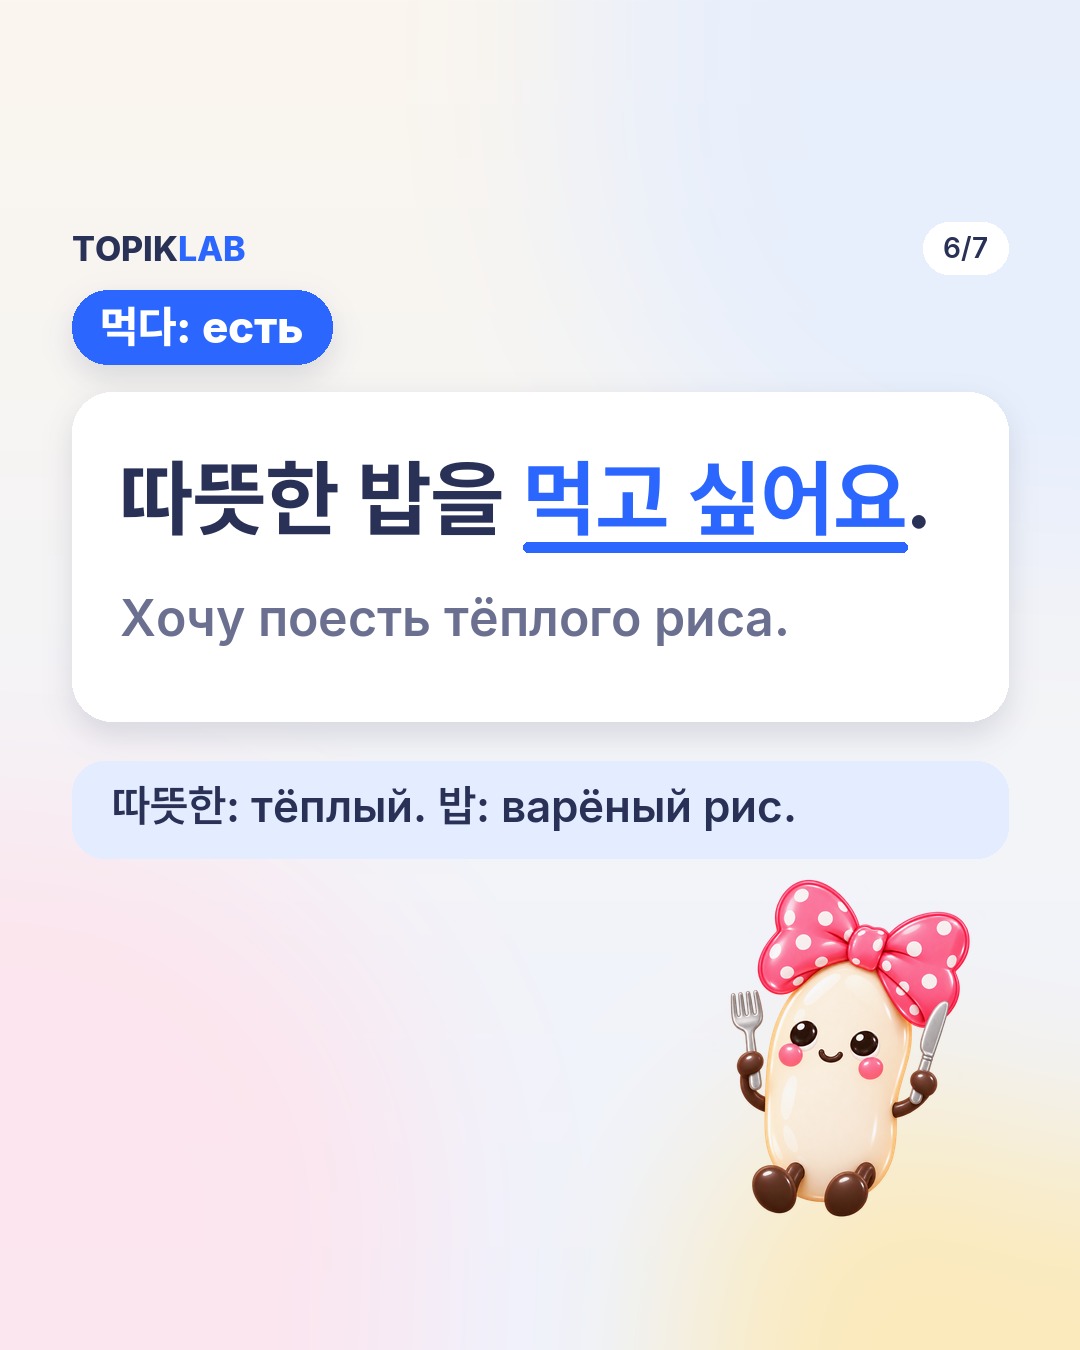 TOPIKLAB
6/7
먹다: есть
따뜻한 밥을 먹고 싶어요.
Хочу поесть тёплого риса.
따뜻한: тёплый. 밥: варёный рис.